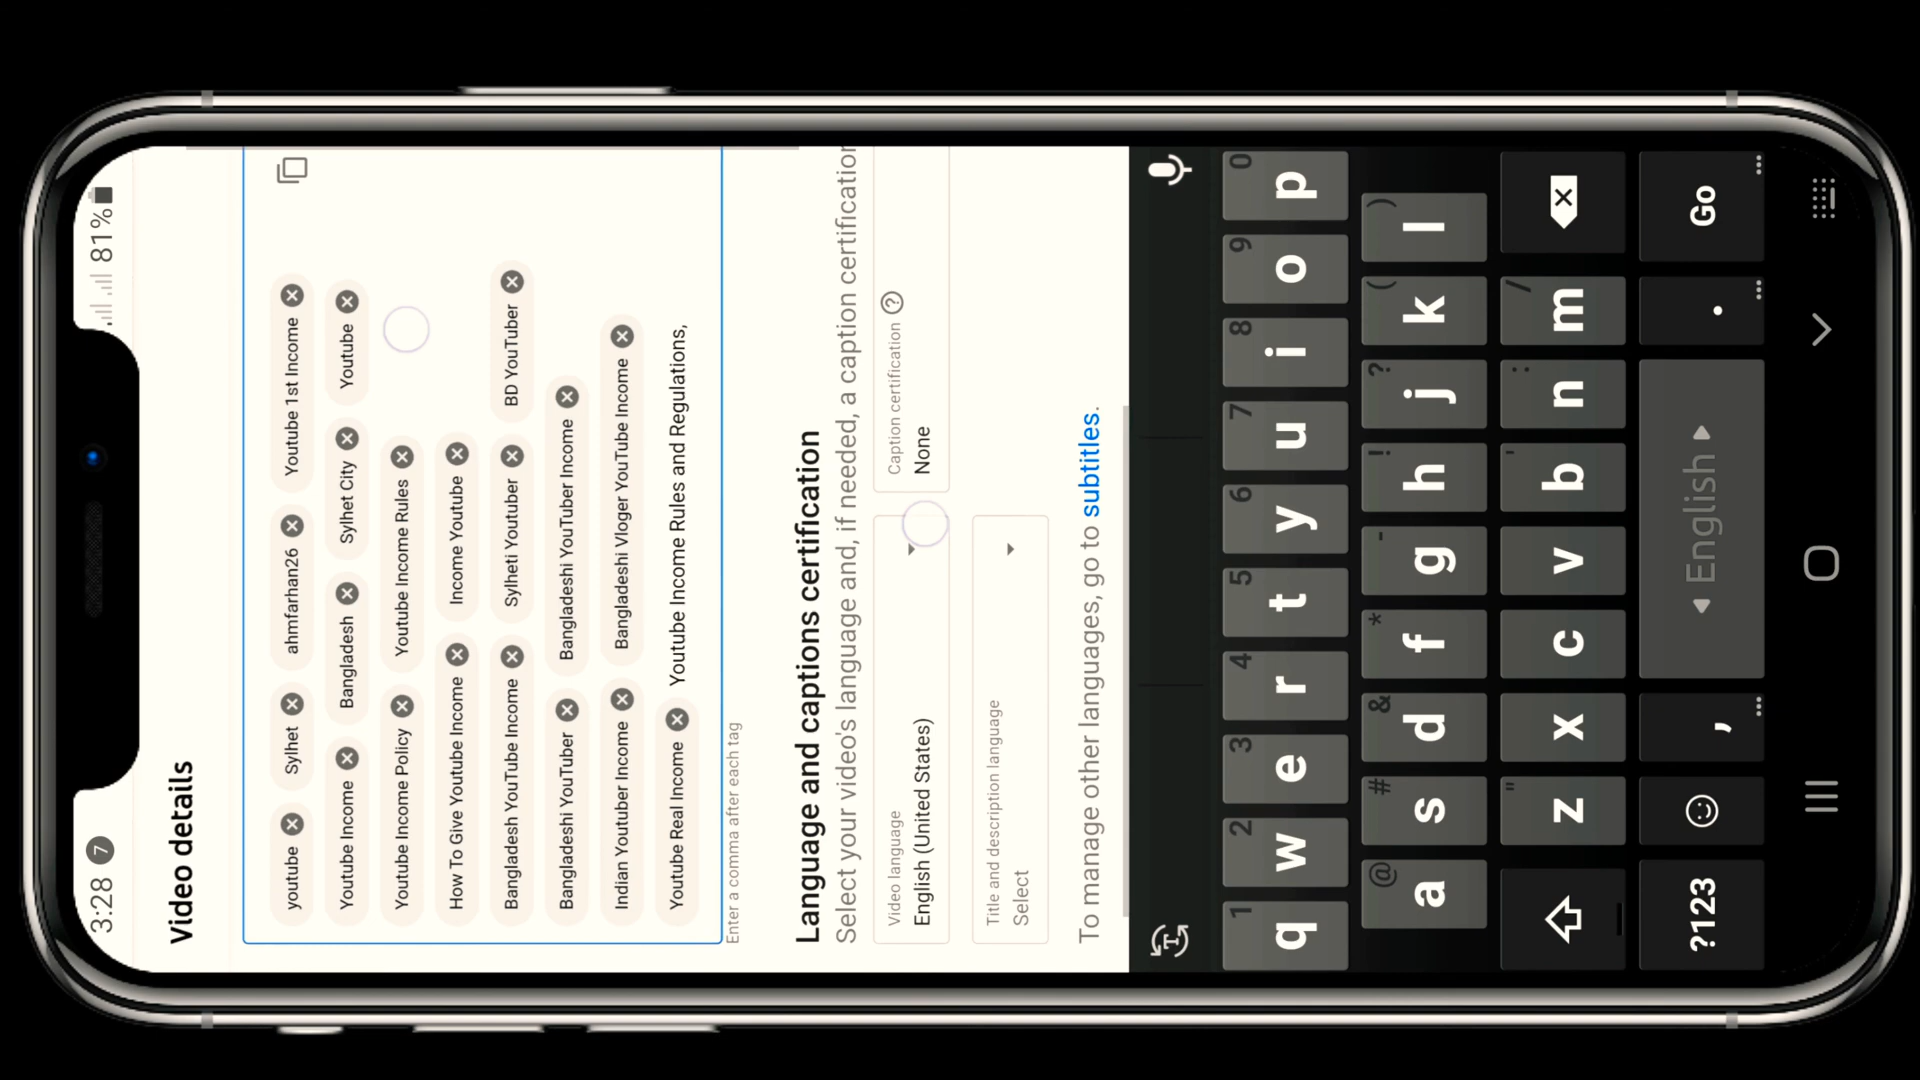 3:28 7 81%
Video details
youtube Sylhet ahmfarhan26 Youtube 1st Income
Youtube Income Bangladesh Sylhet City Youtube
Youtube Income Policy Youtube Income Rules
How To Give Youtube Income Income Youtube
Bangladesh YouTube Income Sylheti Youtuber BD YouTuber
Bangladeshi YouTuber Bangladeshi YouTuber Income
Indian Youtuber Income Bangladeshi Vloger YouTube Income
Youtube Real Income Youtube Income Rules and Regulations,
Enter a comma after each tag
Language and captions certification
Select your video's language and, if needed, a caption certification
Video language Caption certification ?
English (United States) None
Title and description language
Select
To manage other languages, go to subtitles.
1 2 3 4 5 6 7 8 9 0
q w e r t y u i o p
@ # & * - ! ? ( )
a s d f g h j k l
" ' : /
z x c v b n m
?123 , English . Go